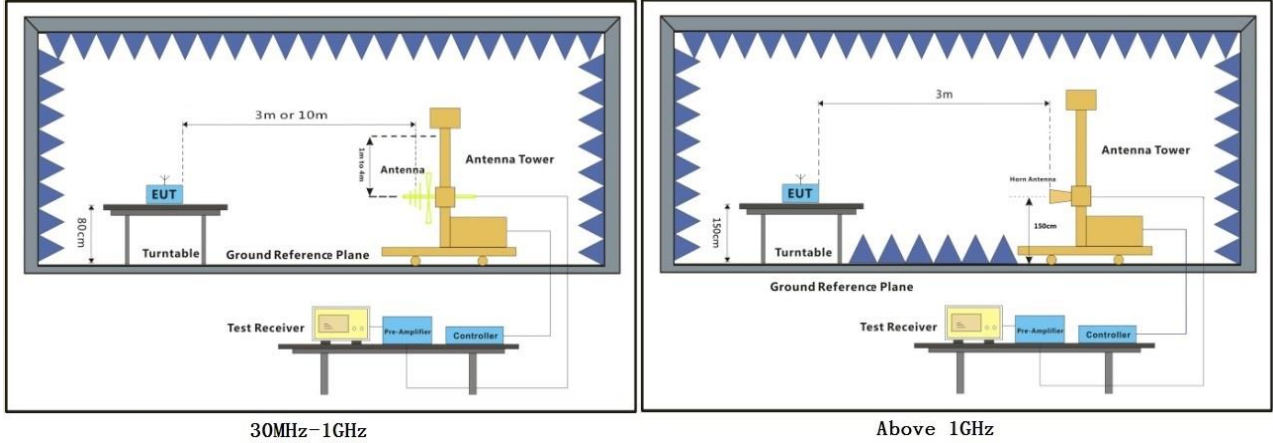 3m or 10m
1m to 4m
Antenna
Antenna Tower
EUT
80cm
Turntable
Ground Reference Plane
Test Receiver
Pre-Amplifier
Controller
30MHz-1GHz
3m
Antenna Tower
Horn Antenna
EUT
150cm
150cm
Turntable
Ground Reference Plane
Test Receiver
Pre-Amplifier
Controller
Above 1GHz